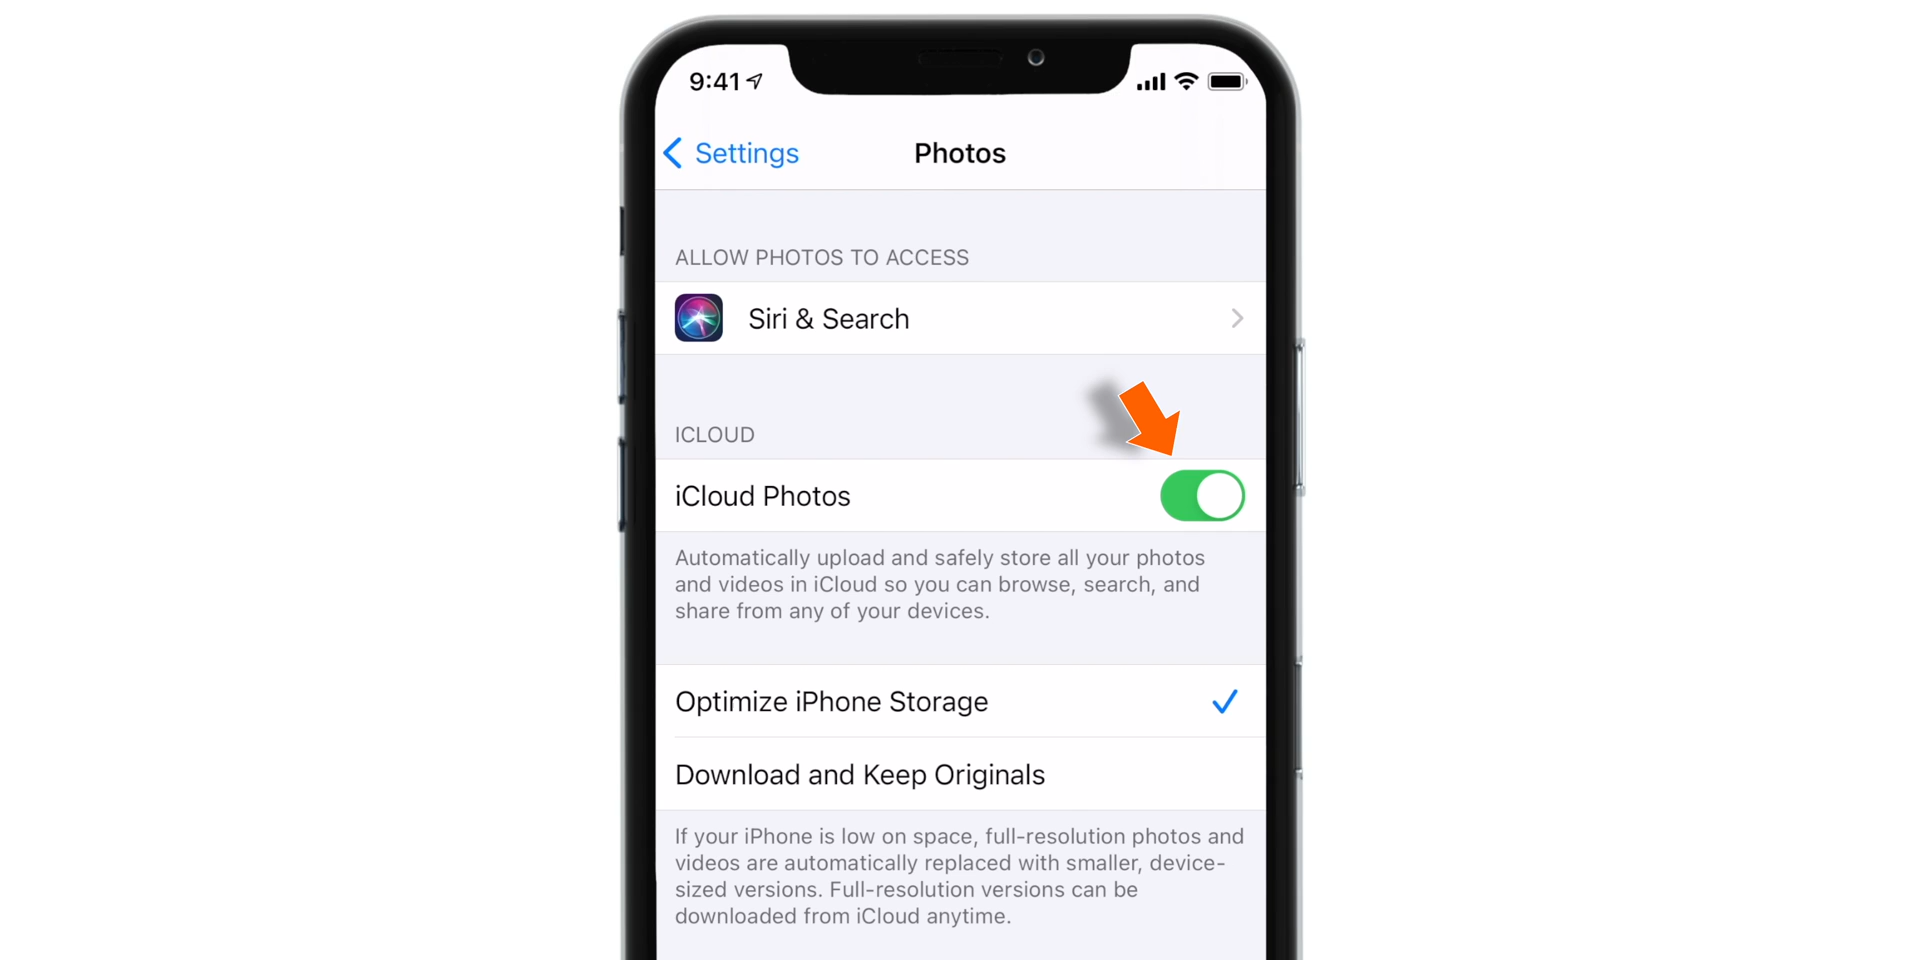 9:41
Settings
Photos
ALLOW PHOTOS TO ACCESS
Siri & Search
ICLOUD
iCloud Photos
Automatically upload and safely store all your photos
and videos in iCloud so you can browse, search, and
share from any of your devices.
Optimize iPhone Storage
Download and Keep Originals
If your iPhone is low on space, full-resolution photos and
videos are automatically replaced with smaller, device-
sized versions. Full-resolution versions can be
downloaded from iCloud anytime.